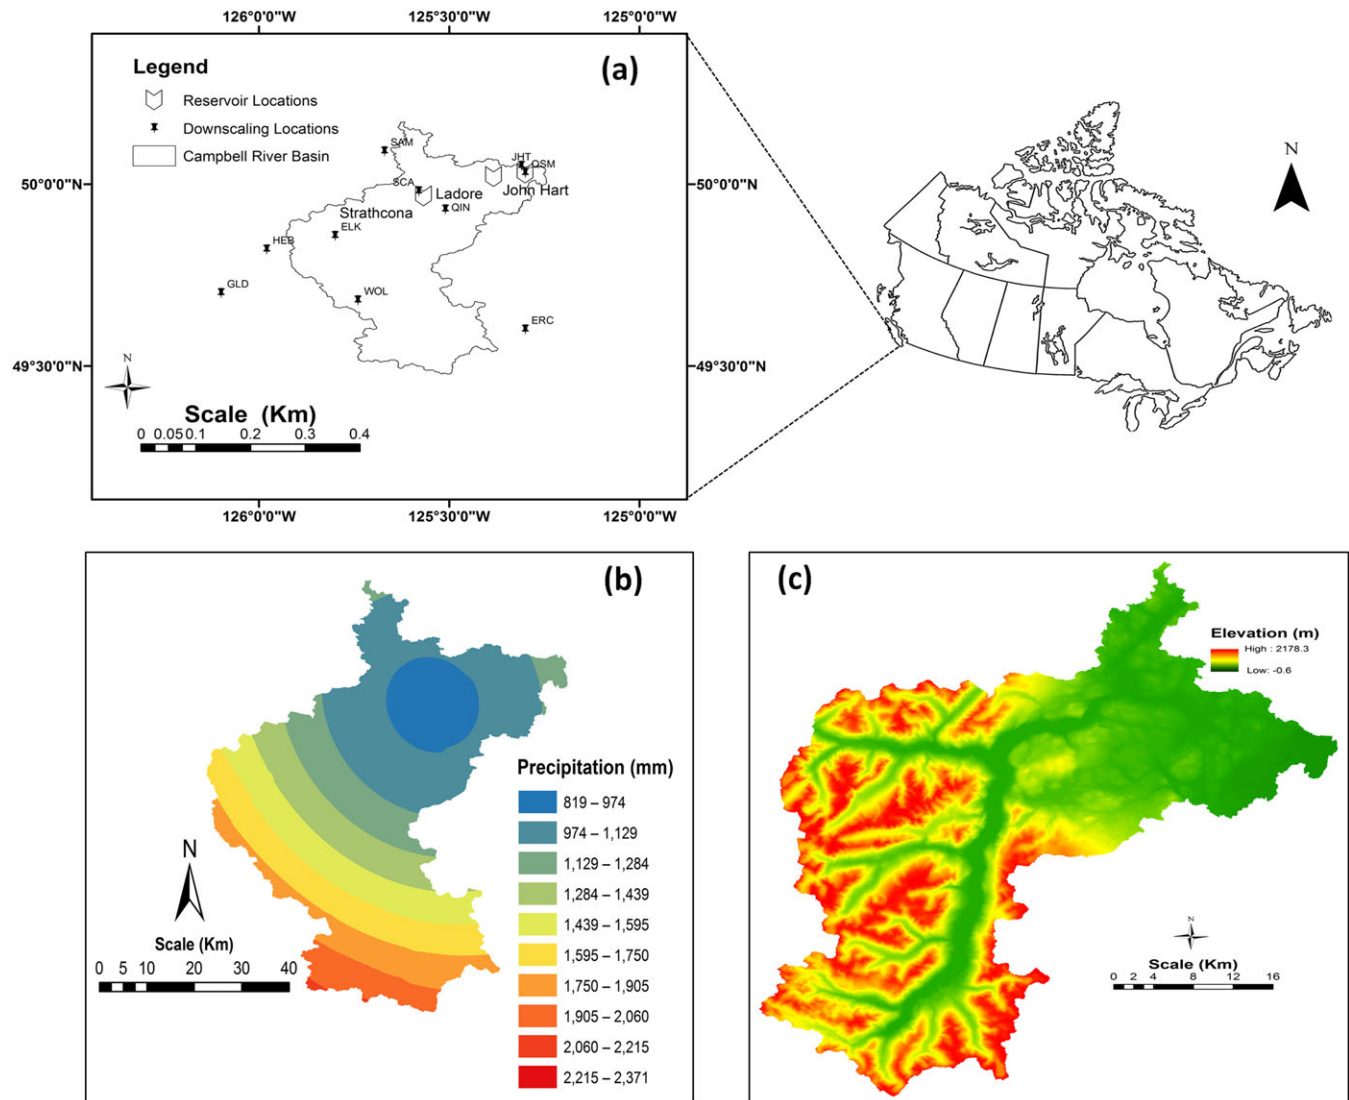 126°0'0"W
125°30'0"W
125°0'0"W
(a)
Legend
Reservoir Locations
Downscaling Locations
Campbell River Basin
SAM
JHT
QSM
50°0'0"N
50°0'0"N
SCA
Ladore
John Hart
Strathcona
QIN
ELK
HEB
GLD
WOL
ERC
49°30'0"N
49°30'0"N
N
Scale (Km)
0 0.05 0.1 0.2 0.3 0.4
126°0'0"W
125°30'0"W
125°0'0"W
N
(b)
Precipitation (mm)
819 – 974
974 – 1,129
1,129 – 1,284
1,284 – 1,439
1,439 – 1,595
1,595 – 1,750
1,750 – 1,905
1,905 – 2,060
2,060 – 2,215
2,215 – 2,371
N
Scale (Km)
0 5 10 20 30 40
(c)
Elevation (m)
High : 2178.3
Low: -0.6
N
Scale (Km)
0 2 4 8 12 16